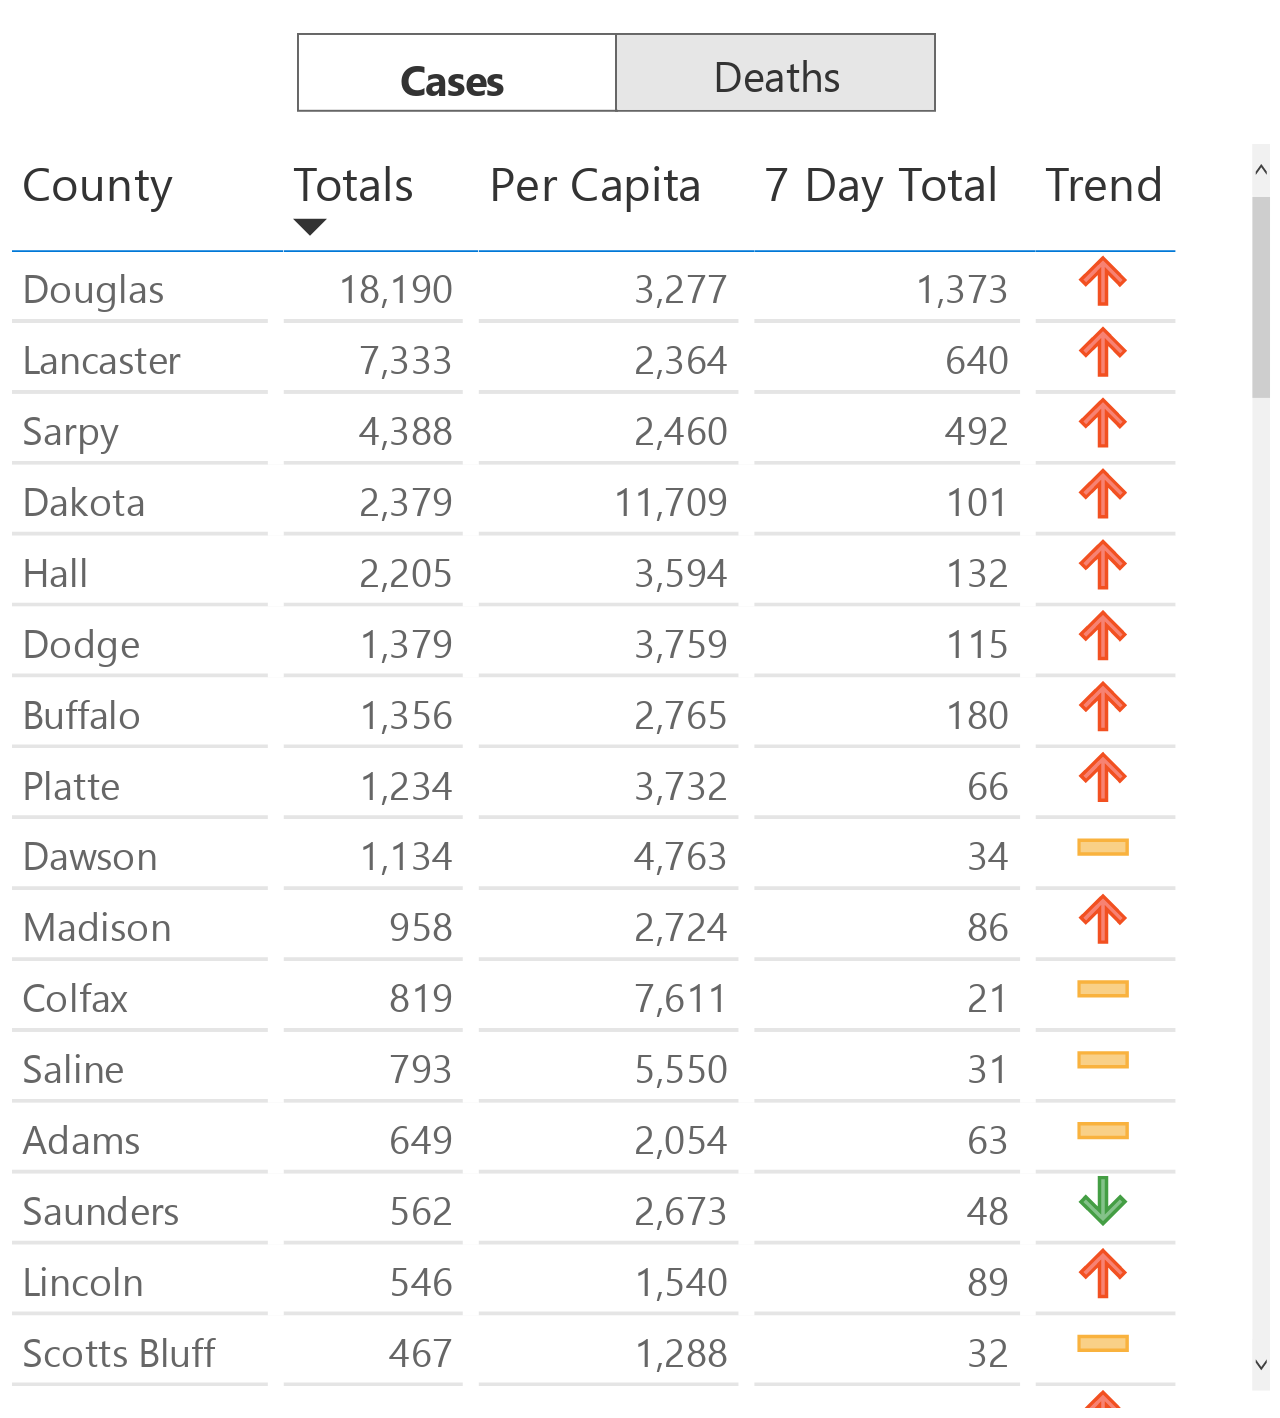 Cases Deaths
County Totals Per Capita 7 Day Total Trend
Douglas 18,190 3,277 1,373
Lancaster 7,333 2,364 640
Sarpy 4,388 2,460 492
Dakota 2,379 11,709 101
Hall 2,205 3,594 132
Dodge 1,379 3,759 115
Buffalo 1,356 2,765 180
Platte 1,234 3,732 66
Dawson 1,134 4,763 34
Madison 958 2,724 86
Colfax 819 7,611 21
Saline 793 5,550 31
Adams 649 2,054 63
Saunders 562 2,673 48
Lincoln 546 1,540 89
Scotts Bluff 467 1,288 32